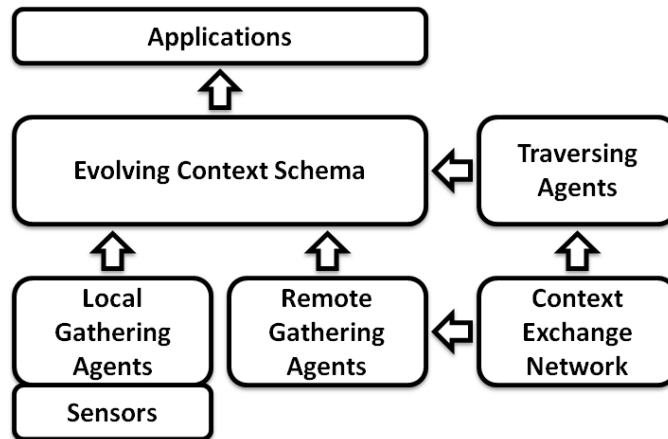 Applications
Evolving Context Schema
Traversing
Agents
Local
Gathering
Agents
Remote
Gathering
Agents
Context
Exchange
Network
Sensors